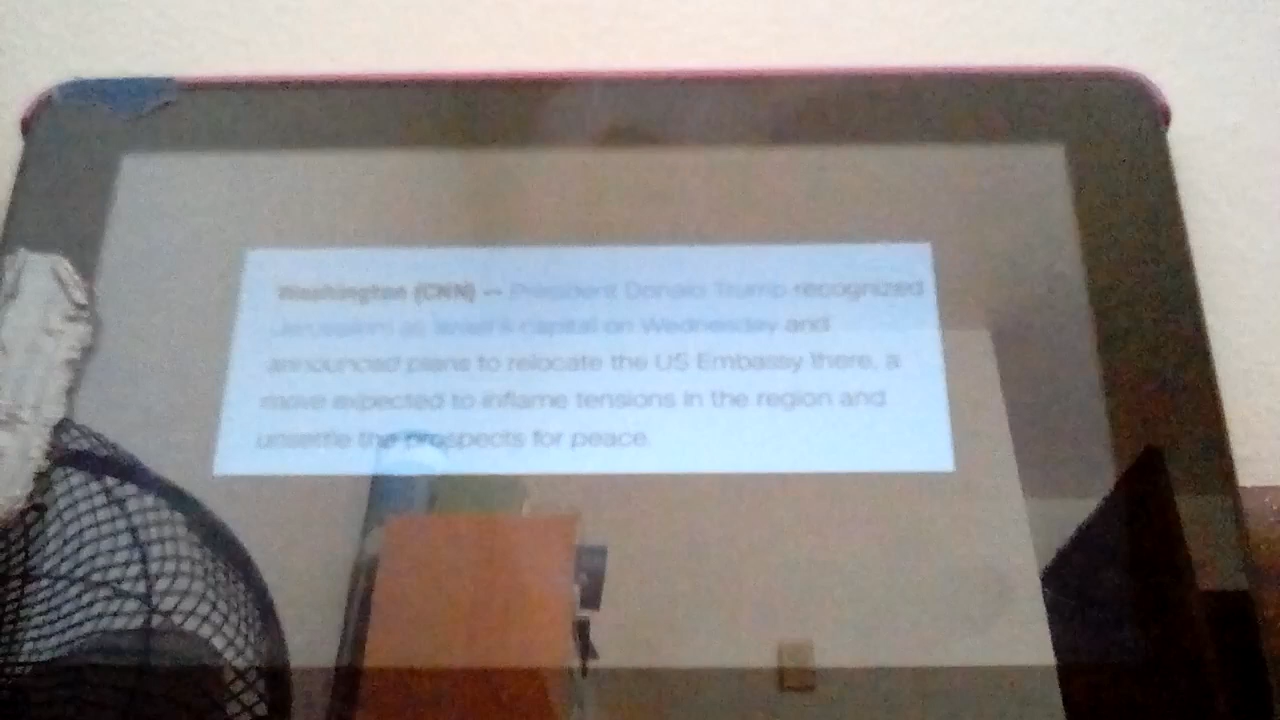 Washington (CNN) — President Donald Trump recognized
Jerusalem as Israel's capital on Wednesday and
announced plans to relocate the US Embassy there, a
move expected to inflame tensions in the region and
unsettle the prospects for peace.